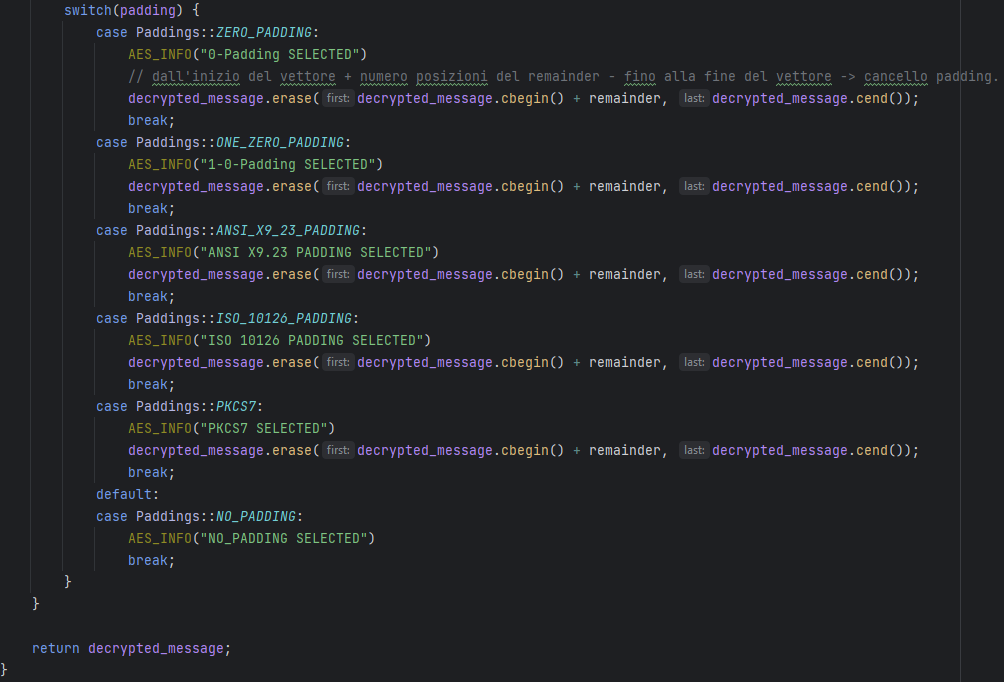 switch(padding) {
case Paddings::ZERO_PADDING:
AES_INFO("0-Padding SELECTED")
// dall'inizio del vettore + numero posizioni del remainder - fino alla fine del vettore -> cancello padding.
decrypted_message.erase( first: decrypted_message.cbegin() + remainder, last: decrypted_message.cend());
break;
case Paddings::ONE_ZERO_PADDING:
AES_INFO("1-0-Padding SELECTED")
decrypted_message.erase( first: decrypted_message.cbegin() + remainder, last: decrypted_message.cend());
break;
case Paddings::ANSI_X9_23_PADDING:
AES_INFO("ANSI X9.23 PADDING SELECTED")
decrypted_message.erase( first: decrypted_message.cbegin() + remainder, last: decrypted_message.cend());
break;
case Paddings::ISO_10126_PADDING:
AES_INFO("ISO 10126 PADDING SELECTED")
decrypted_message.erase( first: decrypted_message.cbegin() + remainder, last: decrypted_message.cend());
break;
case Paddings::PKCS7:
AES_INFO("PKCS7 SELECTED")
decrypted_message.erase( first: decrypted_message.cbegin() + remainder, last: decrypted_message.cend());
break;
default:
case Paddings::NO_PADDING:
AES_INFO("NO_PADDING SELECTED")
break;
}
}
return decrypted_message;
}